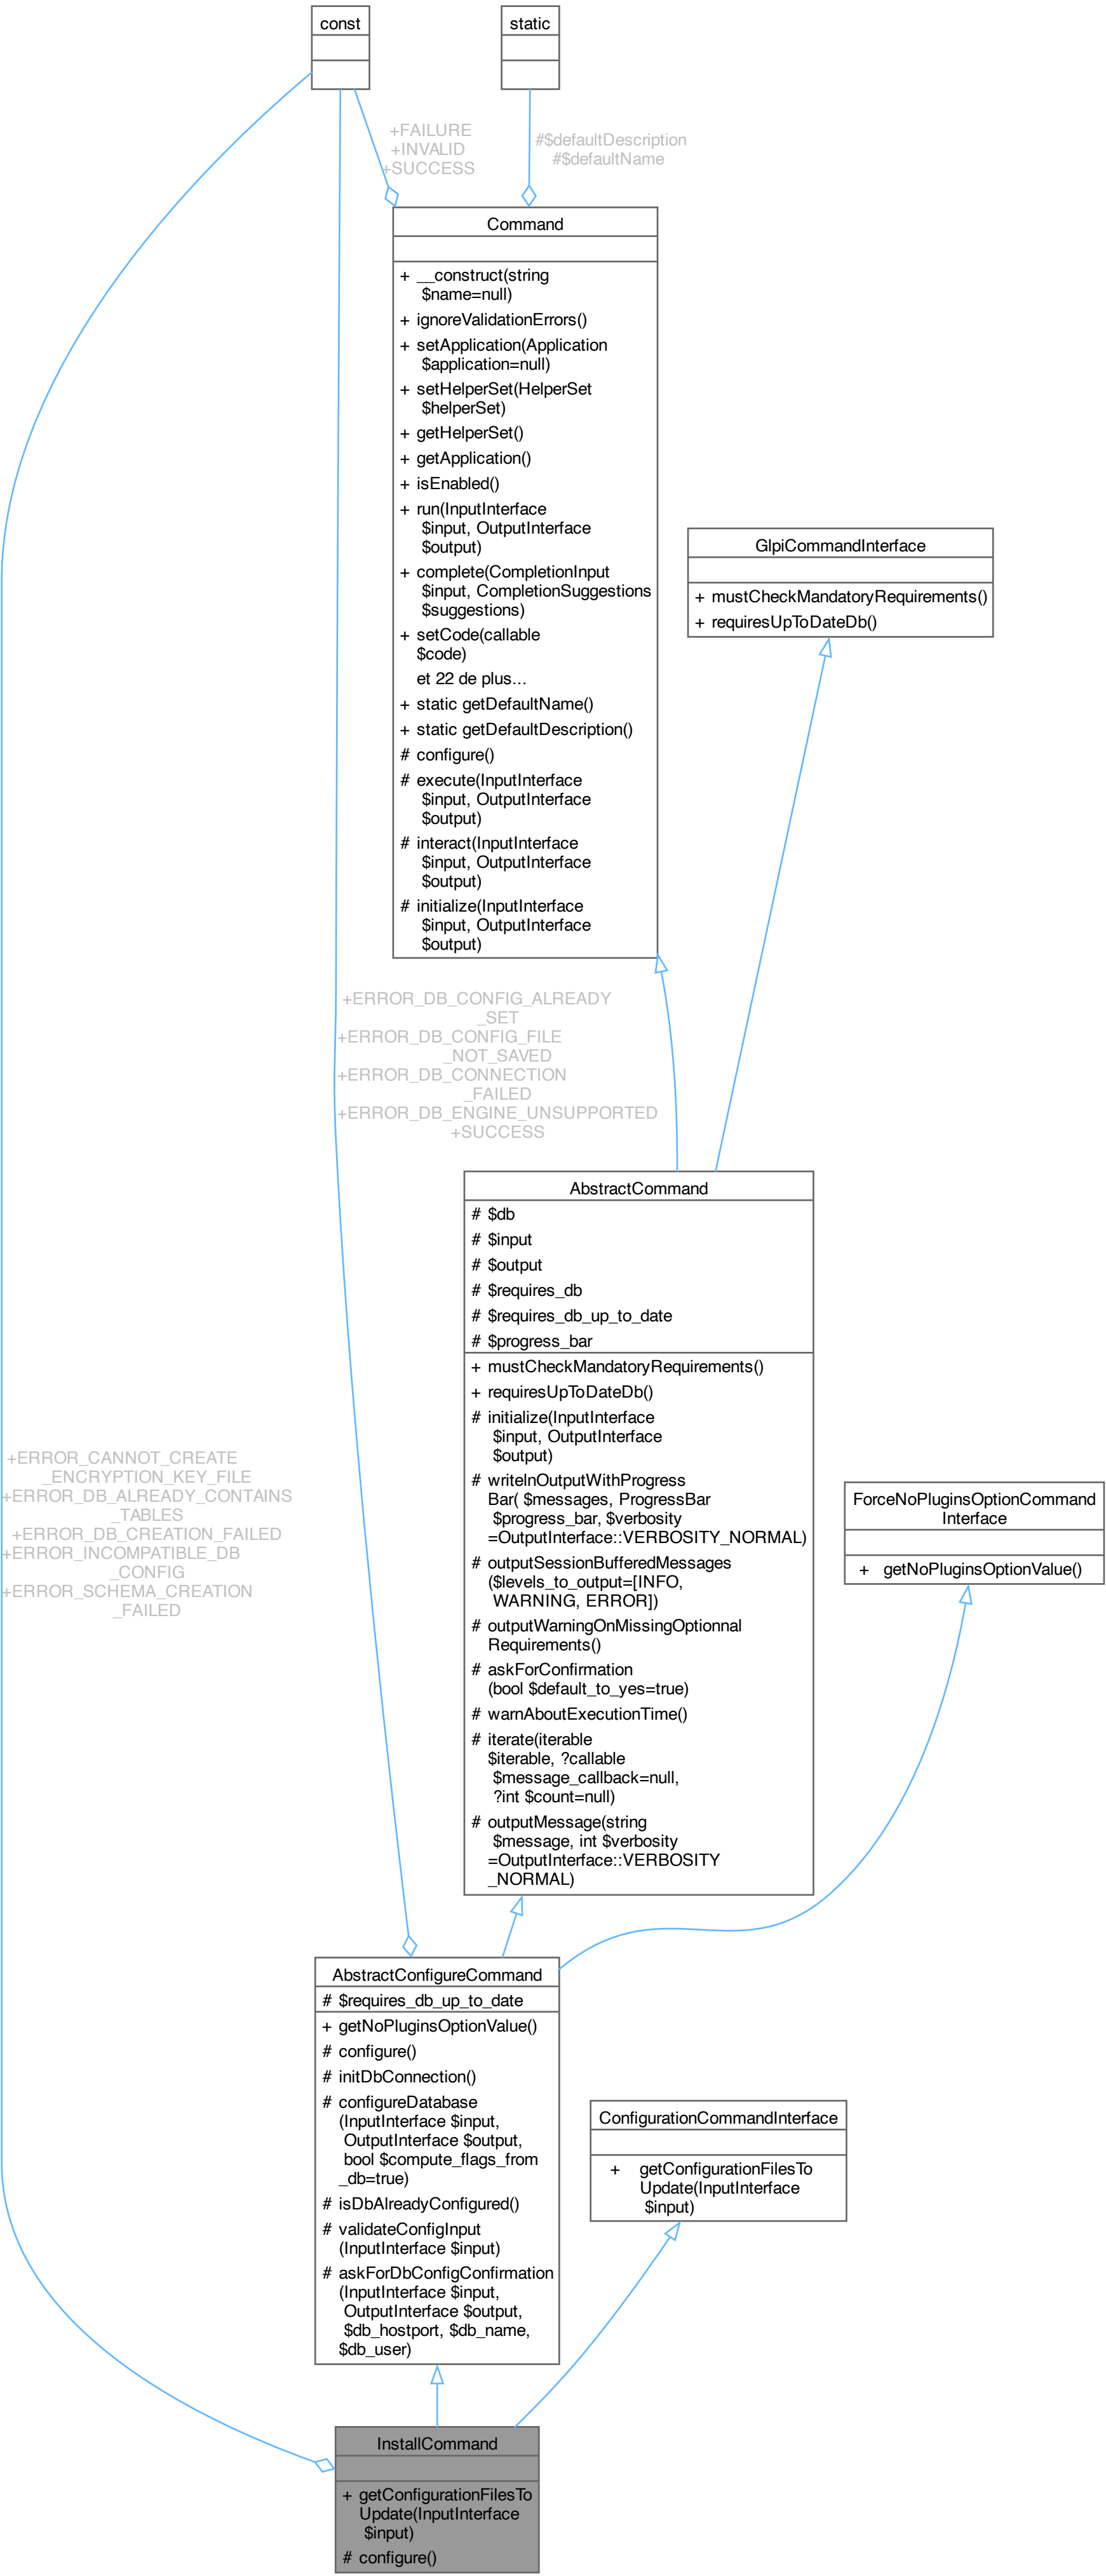 const
static
+FAILURE
+INVALID
+SUCCESS
#$defaultDescription
#$defaultName
Command
+ __construct(string
$name=null)
+ ignoreValidationErrors()
+ setApplication(Application
$application=null)
+ setHelperSet(HelperSet
$helperSet)
+ getHelperSet()
+ getApplication()
+ isEnabled()
+ run(InputInterface
$input, OutputInterface
$output)
+ complete(CompletionInput
$input, CompletionSuggestions
$suggestions)
+ setCode(callable
$code)
et 22 de plus...
+ static getDefaultName()
+ static getDefaultDescription()
# configure()
# execute(InputInterface
$input, OutputInterface
$output)
# interact(InputInterface
$input, OutputInterface
$output)
# initialize(InputInterface
$input, OutputInterface
$output)
GlpiCommandInterface
+ mustCheckMandatoryRequirements()
+ requiresUpToDateDb()
+ERROR_DB_CONFIG_ALREADY
_SET
+ERROR_DB_CONFIG_FILE
_NOT_SAVED
+ERROR_DB_CONNECTION
_FAILED
+ERROR_DB_ENGINE_UNSUPPORTED
+SUCCESS
AbstractCommand
# $db
# $input
# $output
# $requires_db
# $requires_db_up_to_date
# $progress_bar
+ mustCheckMandatoryRequirements()
+ requiresUpToDateDb()
# initialize(InputInterface
$input, OutputInterface
$output)
# writelnOutputWithProgress
Bar( $messages, ProgressBar
$progress_bar, $verbosity
=OutputInterface::VERBOSITY_NORMAL)
# outputSessionBufferedMessages
($levels_to_output=[INFO,
WARNING, ERROR])
# outputWarningOnMissingOptionnal
Requirements()
# askForConfirmation
(bool $default_to_yes=true)
# warnAboutExecutionTime()
# iterate(iterable
$iterable, ?callable
$message_callback=null,
?int $count=null)
# outputMessage(string
$message, int $verbosity
=OutputInterface::VERBOSITY
_NORMAL)
+ERROR_CANNOT_CREATE
_ENCRYPTION_KEY_FILE
+ERROR_DB_ALREADY_CONTAINS
_TABLES
+ERROR_DB_CREATION_FAILED
+ERROR_INCOMPATIBLE_DB
_CONFIG
+ERROR_SCHEMA_CREATION
_FAILED
ForceNoPluginsOptionCommand
Interface
+ getNoPluginsOptionValue()
AbstractConfigureCommand
# $requires_db_up_to_date
+ getNoPluginsOptionValue()
# configure()
# initDbConnection()
# configureDatabase
(InputInterface $input,
OutputInterface $output,
bool $compute_flags_from
_db=true)
# isDbAlreadyConfigured()
# validateConfigInput
(InputInterface $input)
# askForDbConfigConfirmation
(InputInterface $input,
OutputInterface $output,
$db_hostport, $db_name,
$db_user)
ConfigurationCommandInterface
+ getConfigurationFilesTo
Update(InputInterface
$input)
InstallCommand
+ getConfigurationFilesTo
Update(InputInterface
$input)
# configure()